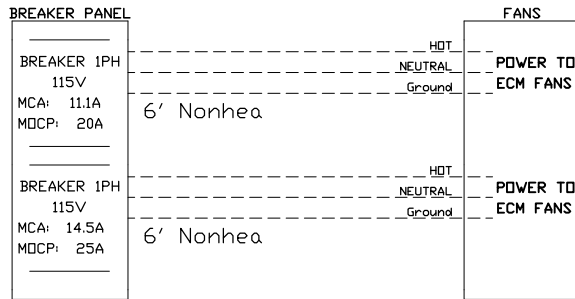 BREAKER PANEL
FANS
BREAKER 1PH
115V
MCA: 11.1A
MOCP: 20A
HOT
NEUTRAL
Ground
6' Nonhea
POWER TO
ECM FANS
BREAKER 1PH
115V
MCA: 14.5A
MOCP: 25A
HOT
NEUTRAL
Ground
6' Nonhea
POWER TO
ECM FANS